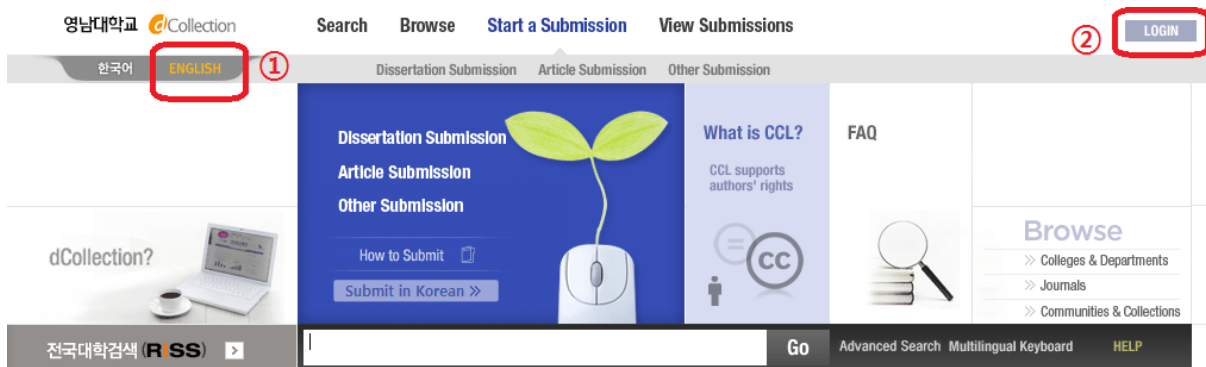 영남대학교 dCollection
Search Browse Start a Submission View Submissions
② LOGIN
한국어 ENGLISH ①
Dissertation Submission Article Submission Other Submission
Dissertation Submission
Article Submission
Other Submission
How to Submit
Submit in Korean »
What is CCL?
CCL supports
authors' rights
cc
FAQ
dCollection?
Browse
» Colleges & Departments
» Journals
» Communities & Collections
전국대학검색 (RISS)
Go
Advanced Search Multilingual Keyboard HELP